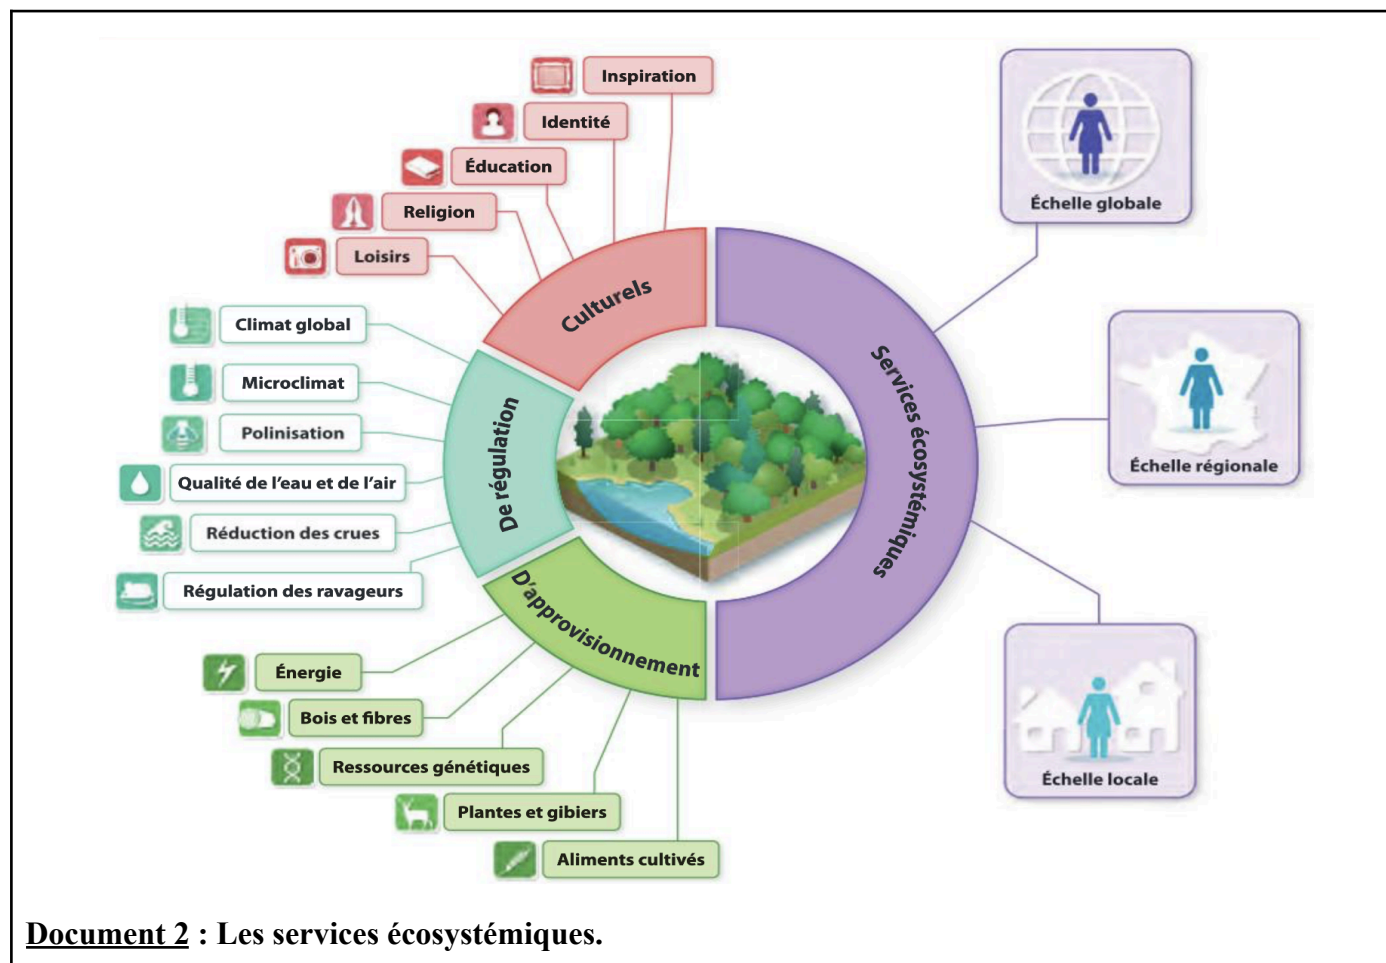 Inspiration
Identité
Éducation
Religion
Loisirs
Culturels
Climat global
Microclimat
Polinisation
Qualité de l'eau et de l'air
Réduction des crues
Régulation des ravageurs
De régulation
Énergie
Bois et fibres
Ressources génétiques
Plantes et gibiers
Aliments cultivés
D'approvisionnement
Services écosystémiques
Échelle globale
Échelle régionale
Échelle locale
Document 2 : Les services écosystémiques.